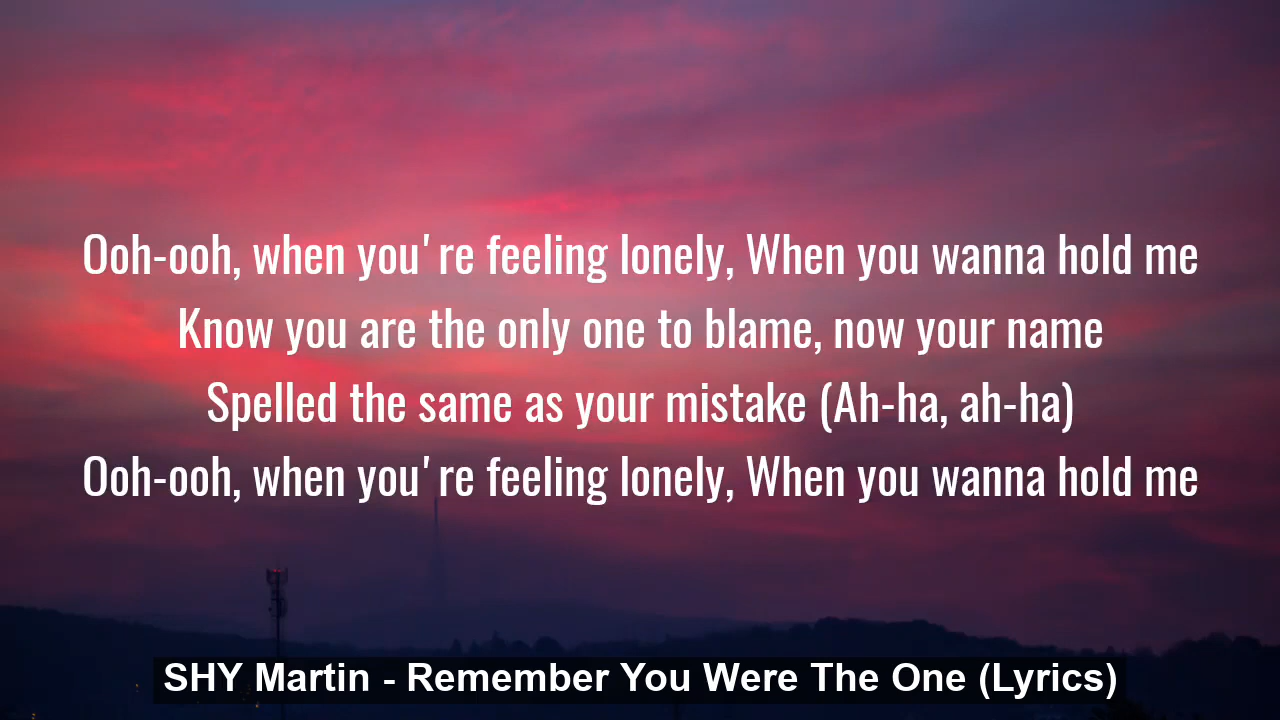 Ooh-ooh, when you're feeling lonely, When you wanna hold me
Know you are the only one to blame, now your name
Spelled the same as your mistake (Ah-ha, ah-ha)
Ooh-ooh, when you're feeling lonely, When you wanna hold me
SHY Martin - Remember You Were The One (Lyrics)